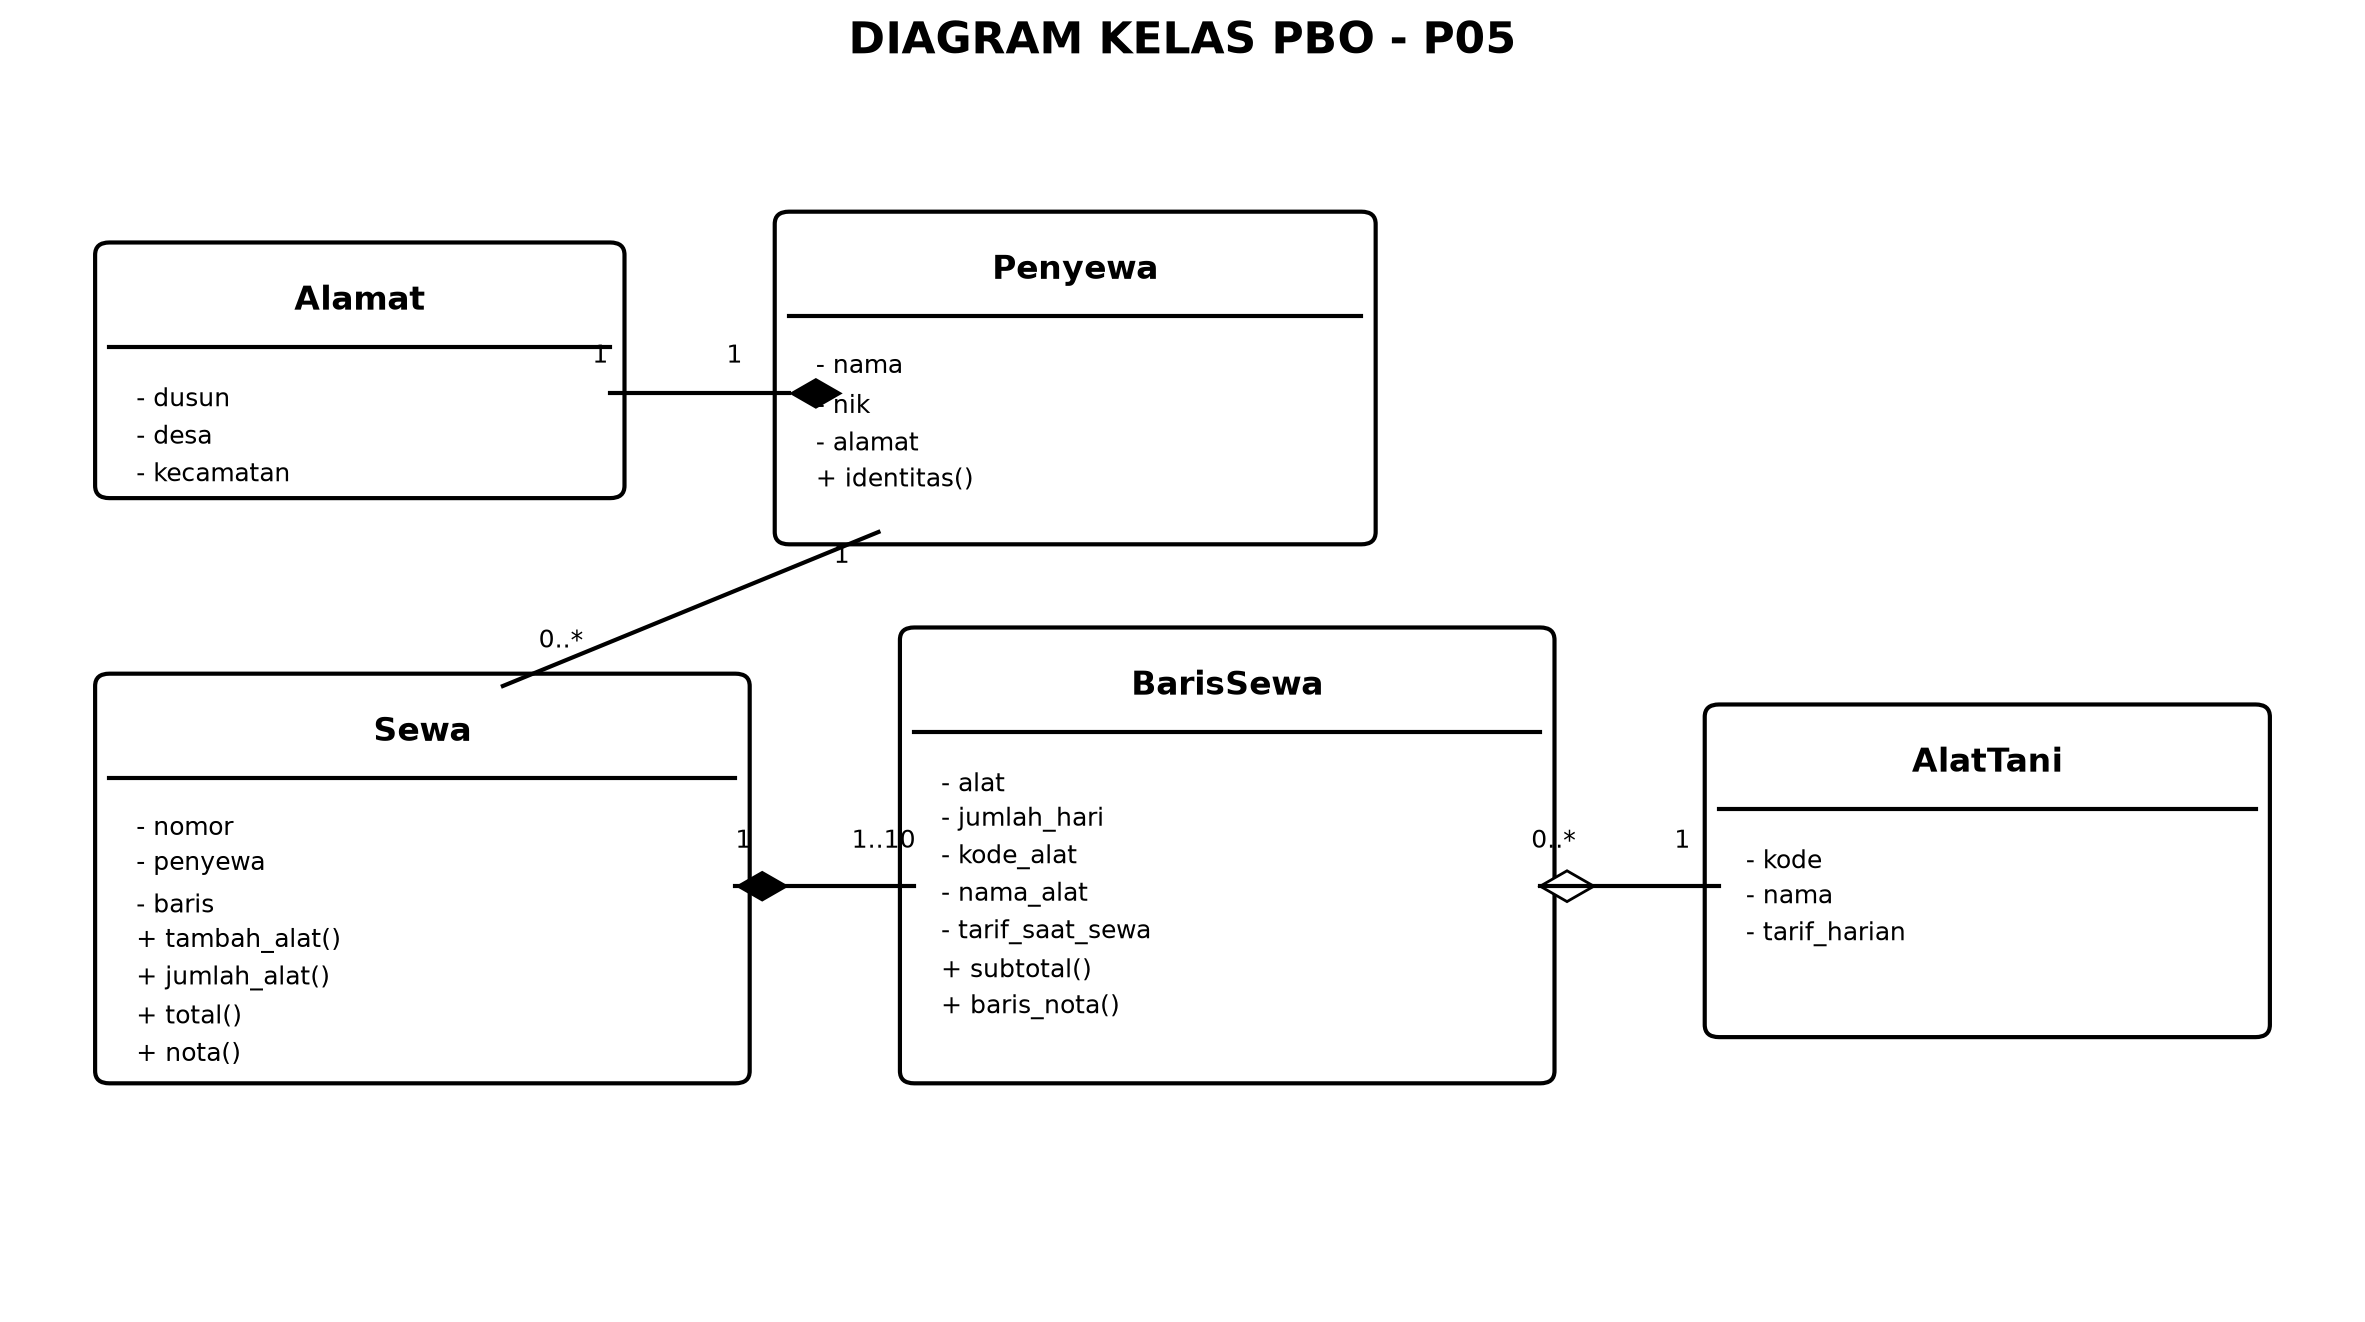 DIAGRAM KELAS PBO - P05
Alamat
- dusun
- desa
- kecamatan
1
1
Penyewa
- nama
- nik
- alamat
+ identitas()
1
0..*
Sewa
- nomor
- penyewa
- baris
+ tambah_alat()
+ jumlah_alat()
+ total()
+ nota()
1
1..10
BarisSewa
- alat
- jumlah_hari
- kode_alat
- nama_alat
- tarif_saat_sewa
+ subtotal()
+ baris_nota()
0..*
1
AlatTani
- kode
- nama
- tarif_harian